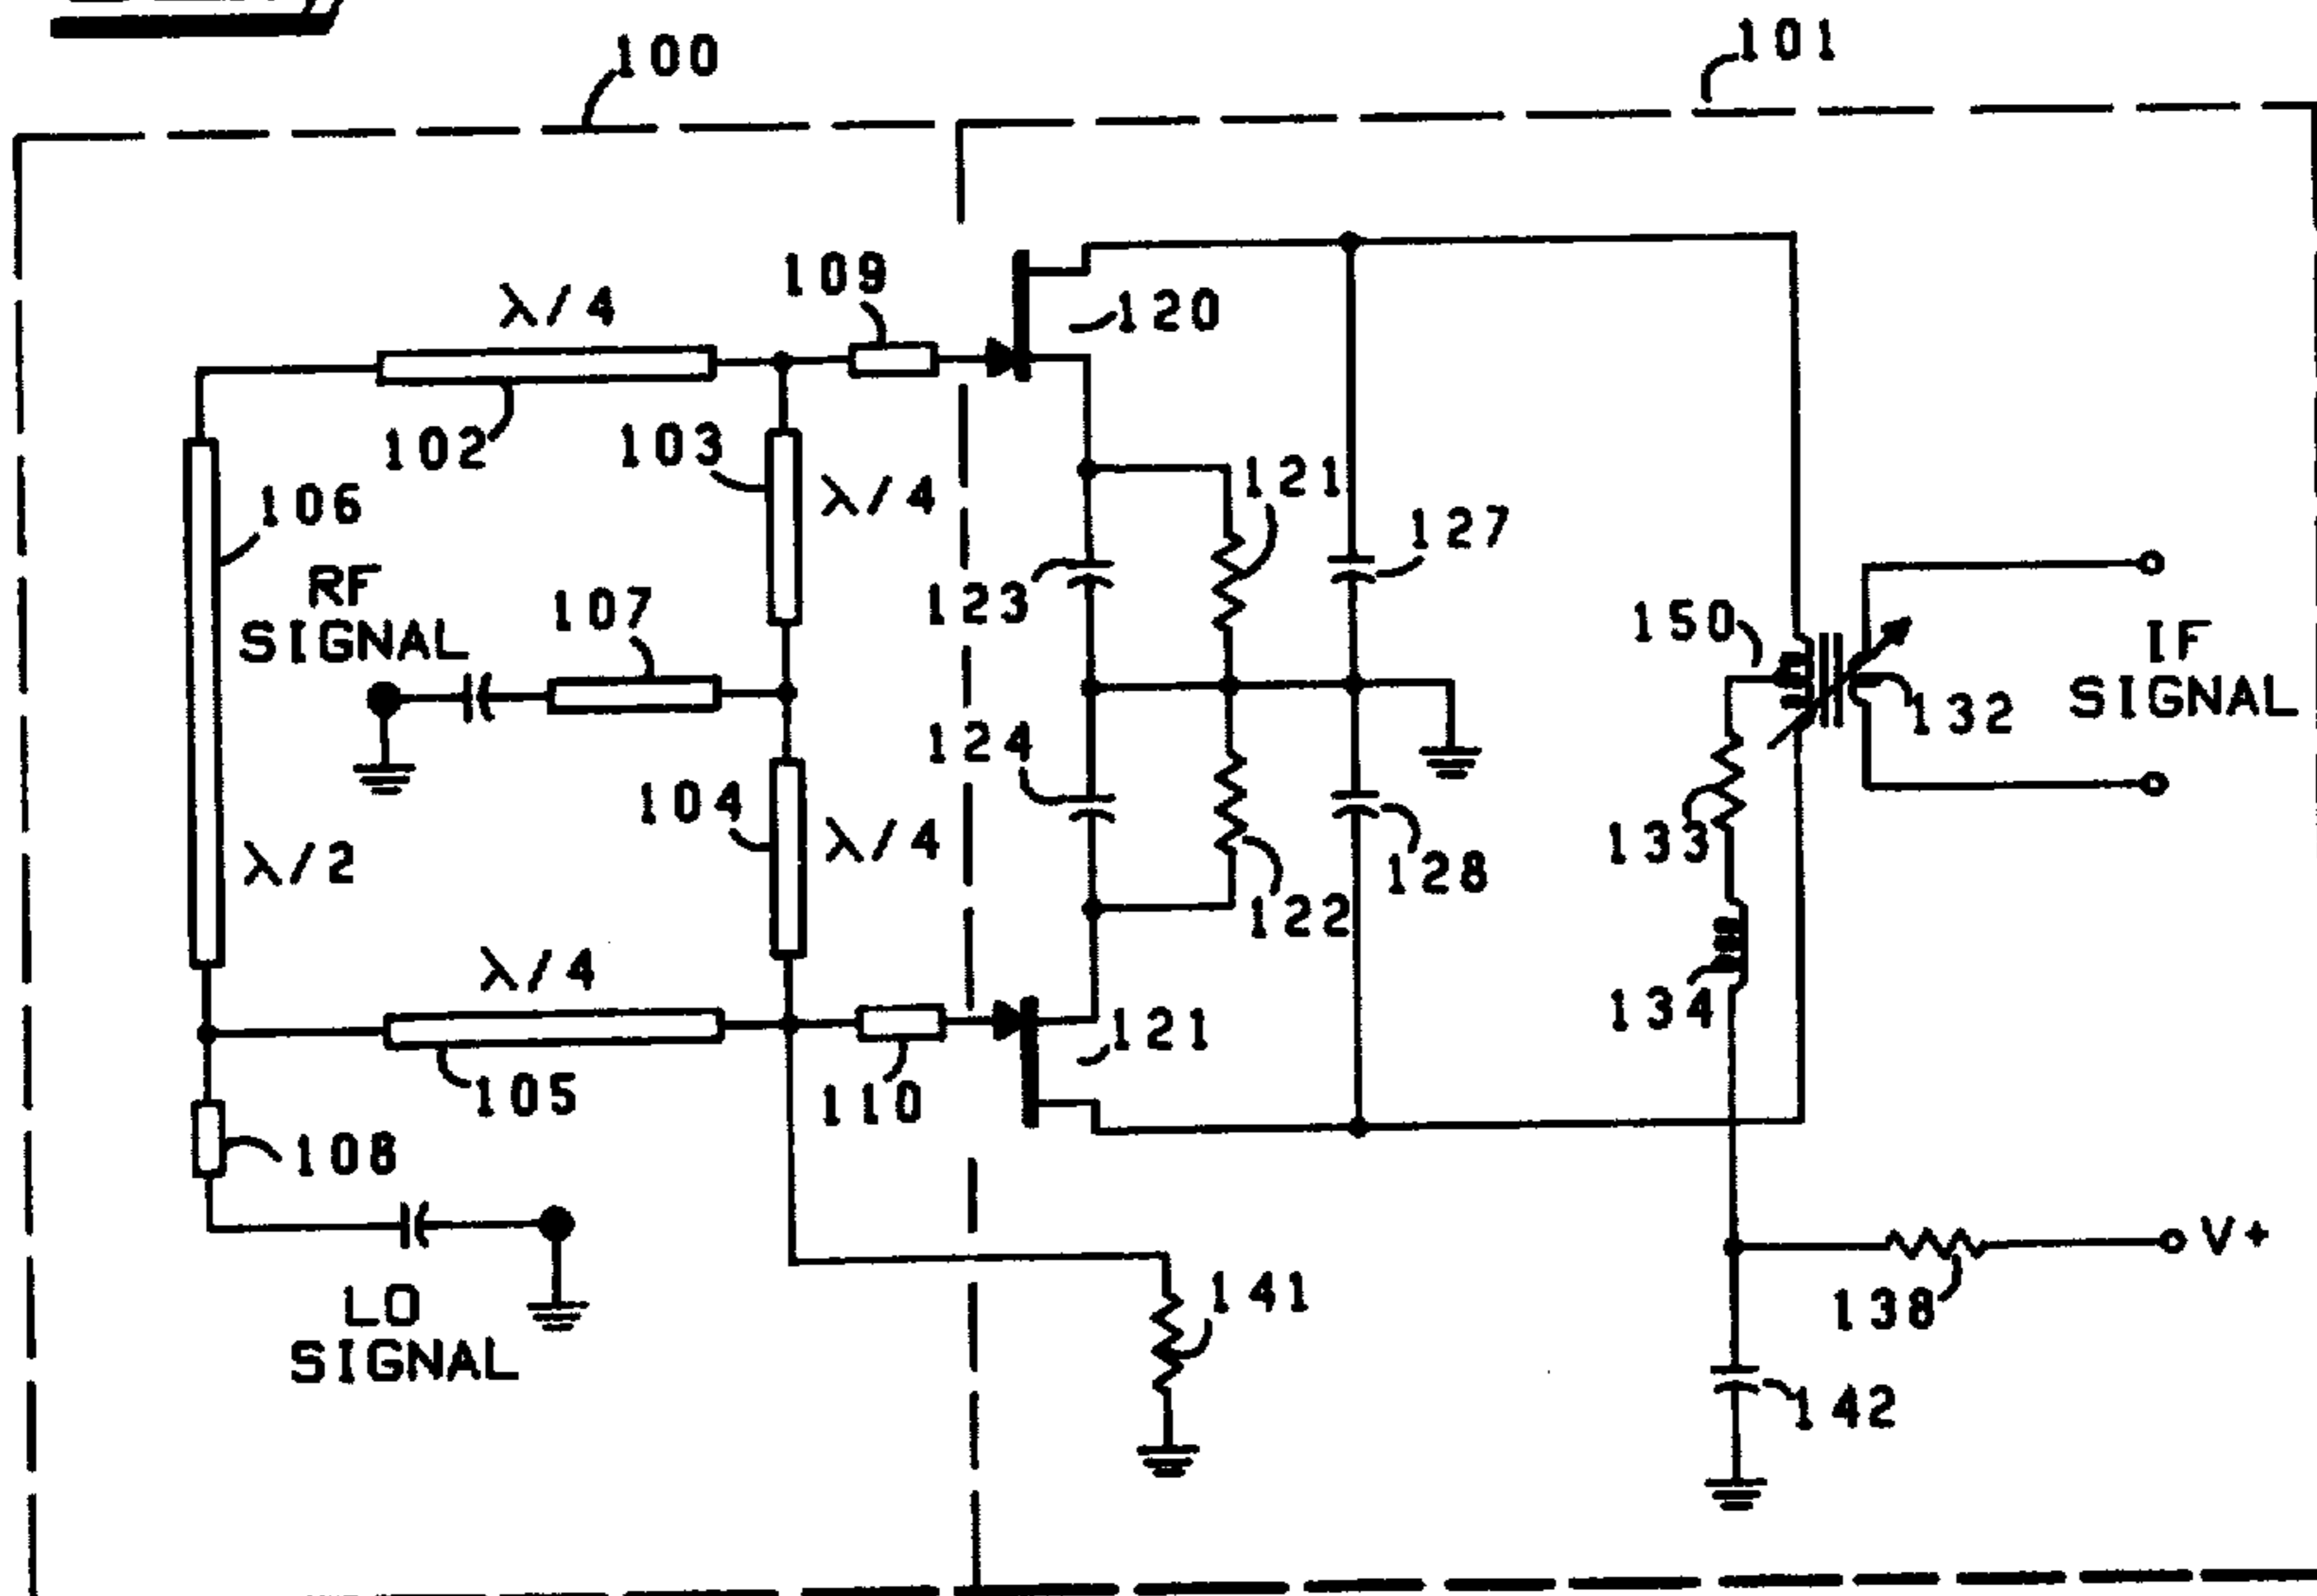 100
101
109
λ/4
120
102
103
121
106
λ/4
127
RF
SIGNAL
107
123
150
IF
SIGNAL
132
124
104
λ/4
133
128
λ/2
122
λ/4
134
121
105
110
108
V+
LO
SIGNAL
141
138
142